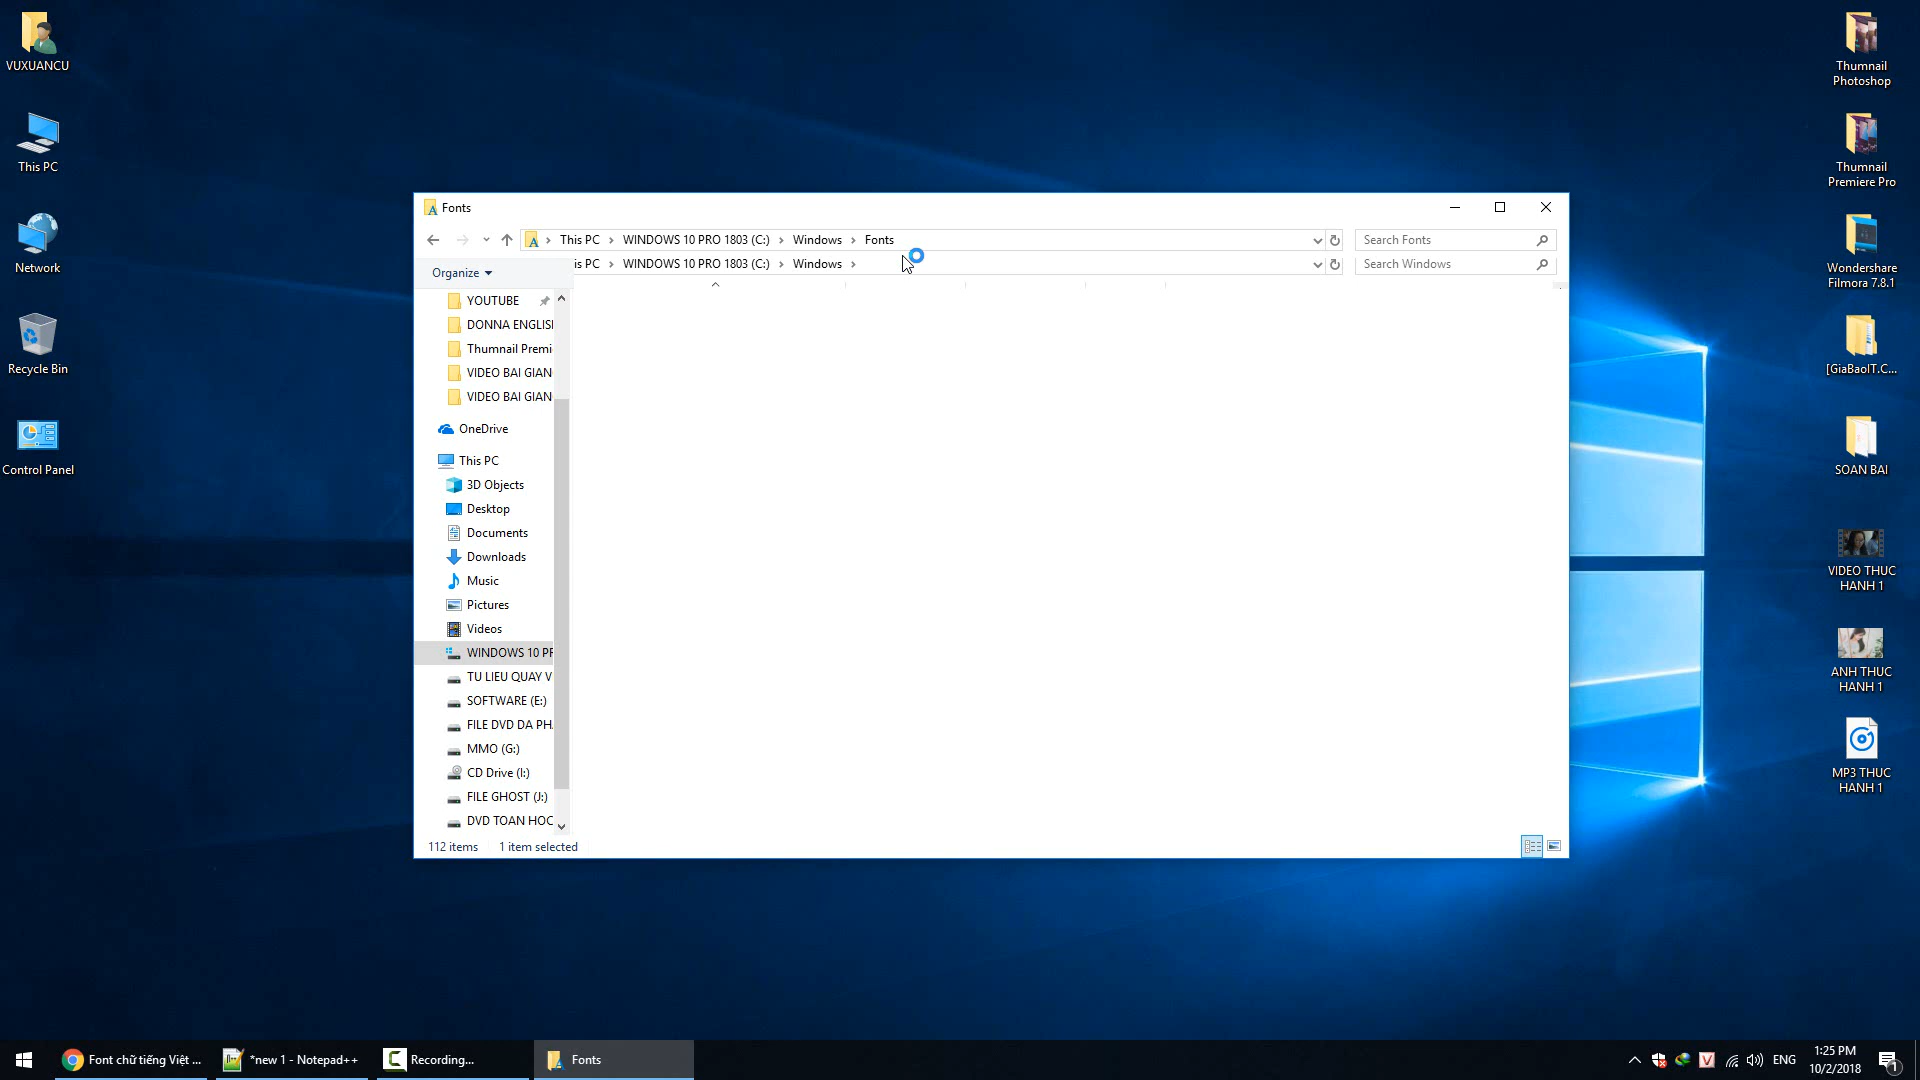 VUXUANCU
This PC
Network
Recycle Bin
Control Panel
Fonts
This PC
WINDOWS 10 PRO 1803 (C:)
Windows
Fonts
Search Fonts
Organize
is PC
WINDOWS 10 PRO 1803 (C:)
Windows
Search Windows
YOUTUBE
DONNA ENGLISH
Thumnail Premi
VIDEO BAI GIAN
VIDEO BAI GIAN
OneDrive
This PC
3D Objects
Desktop
Documents
Downloads
Music
Pictures
Videos
WINDOWS 10 PR
TU LIEU QUAY V
SOFTWARE (E:)
FILE DVD DA PH
MMO (G:)
CD Drive (I:)
FILE GHOST (J:)
DVD TOAN HOC
112 items
1 item selected
Thumnail
Photoshop
Thumnail
Premiere Pro
Wondershare
Filmora 7.8.1
[GiaBaoIT.C...
SOAN BAI
VIDEO THUC
HANH 1
ANH THUC
HANH 1
MP3 THUC
HANH 1
Font chữ tiếng Việt ...
*new 1 - Notepad++
Recording...
Fonts
ENG
1:25 PM
10/2/2018
1